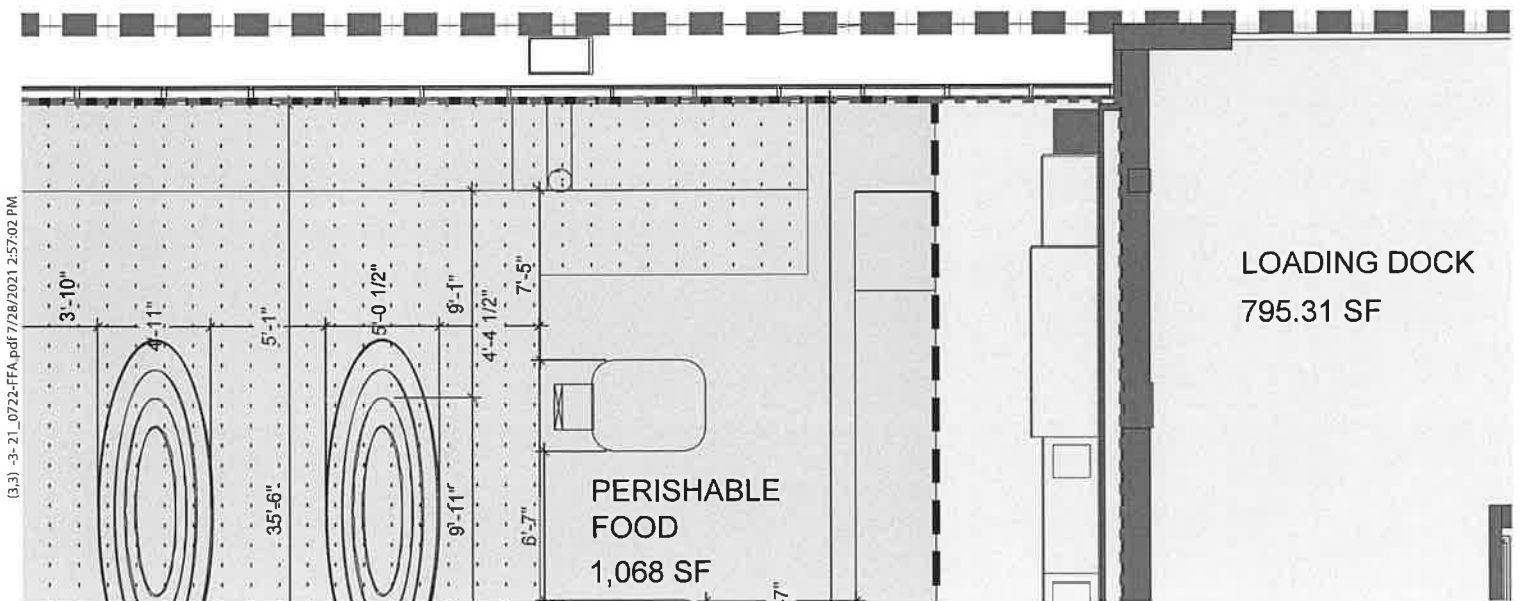 (3,3) -3- 21_0722-FFA.pdf 7/28/2021 2:57:02 PM
3'-10"
4'-11"
5'-1"
5'-0 1/2"
9'-1"
4'-4 1/2"
7'-5"
LOADING DOCK
795.31 SF
35'-6"
9'-11"
6'-7"
PERISHABLE
FOOD
1,068 SF